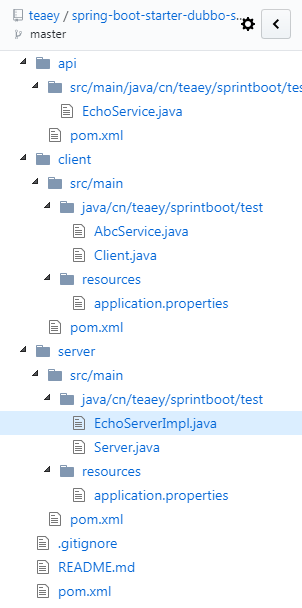 teaey / spring-boot-starter-dubbo-s...
master
api
src/main/java/cn/teaey/sprintboot/tes
EchoService.java
pom.xml
client
src/main
java/cn/teaey/sprintboot/test
AbcService.java
Client.java
resources
application.properties
pom.xml
server
src/main
java/cn/teaey/sprintboot/test
EchoServerImpl.java
Server.java
resources
application.properties
pom.xml
.gitignore
README.md
pom.xml